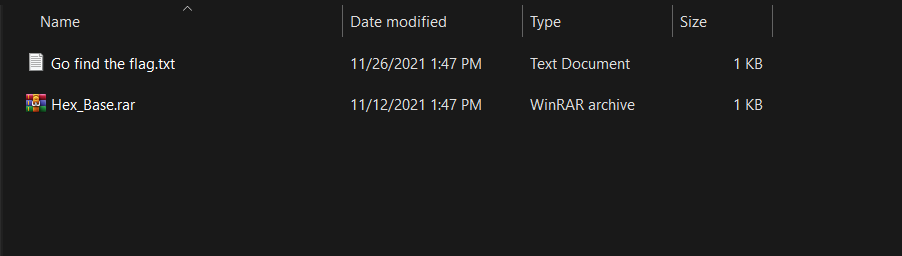 Name Date modified Type Size
Go find the flag.txt 11/26/2021 1:47 PM Text Document 1 KB
Hex_Base.rar 11/12/2021 1:47 PM WinRAR archive 1 KB